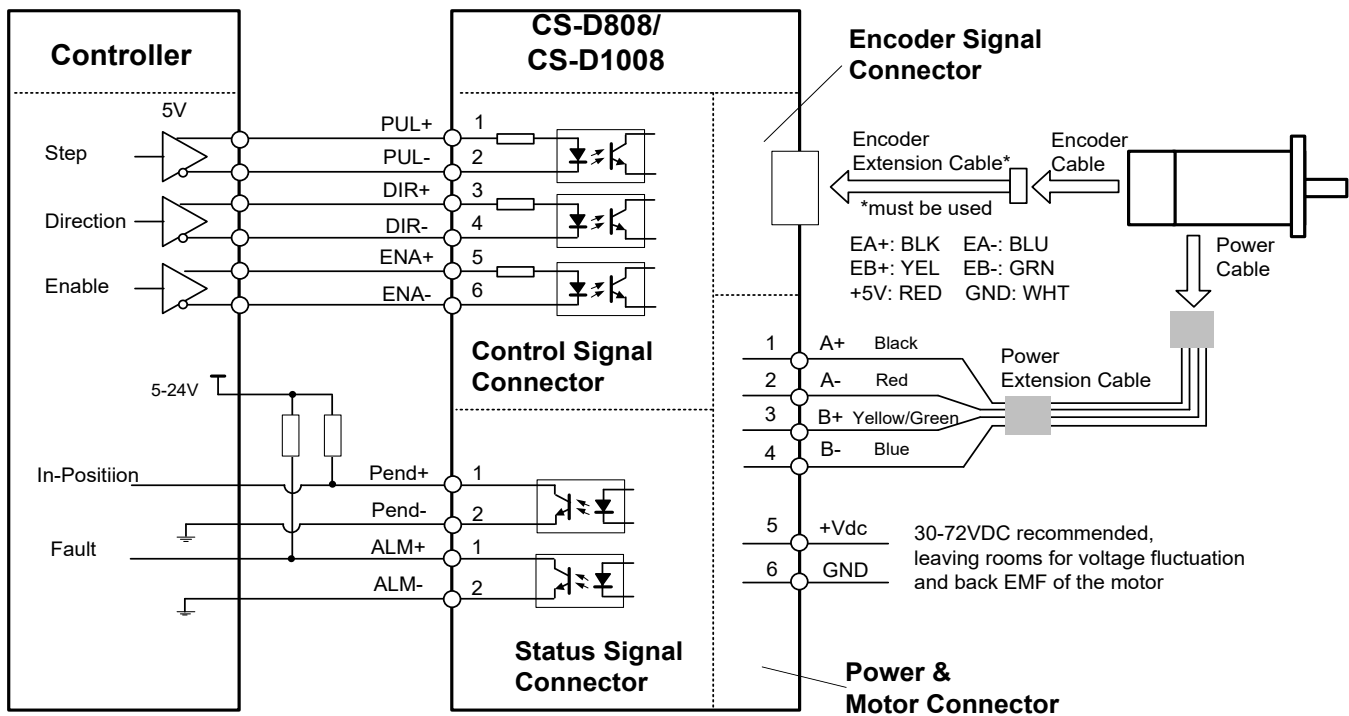 Controller
CS-D808/
CS-D1008
Encoder Signal
Connector
5V
Step
Direction
Enable
PUL+ 1
PUL- 2
DIR+ 3
DIR- 4
ENA+ 5
ENA- 6
Control Signal
Connector
Encoder
Extension Cable*
*must be used
Encoder
Cable
EA+: BLK EA-: BLU
EB+: YEL EB-: GRN
+5V: RED GND: WHT
Power
Cable
1 A+ Black
2 A- Red
3 B+ Yellow/Green
4 B- Blue
Power
Extension Cable
5-24V
In-Positiion
Fault
Pend+ 1
Pend- 2
ALM+ 1
ALM- 2
Status Signal
Connector
5 +Vdc
6 GND
30-72VDC recommended,
leaving rooms for voltage fluctuation
and back EMF of the motor
Power &
Motor Connector